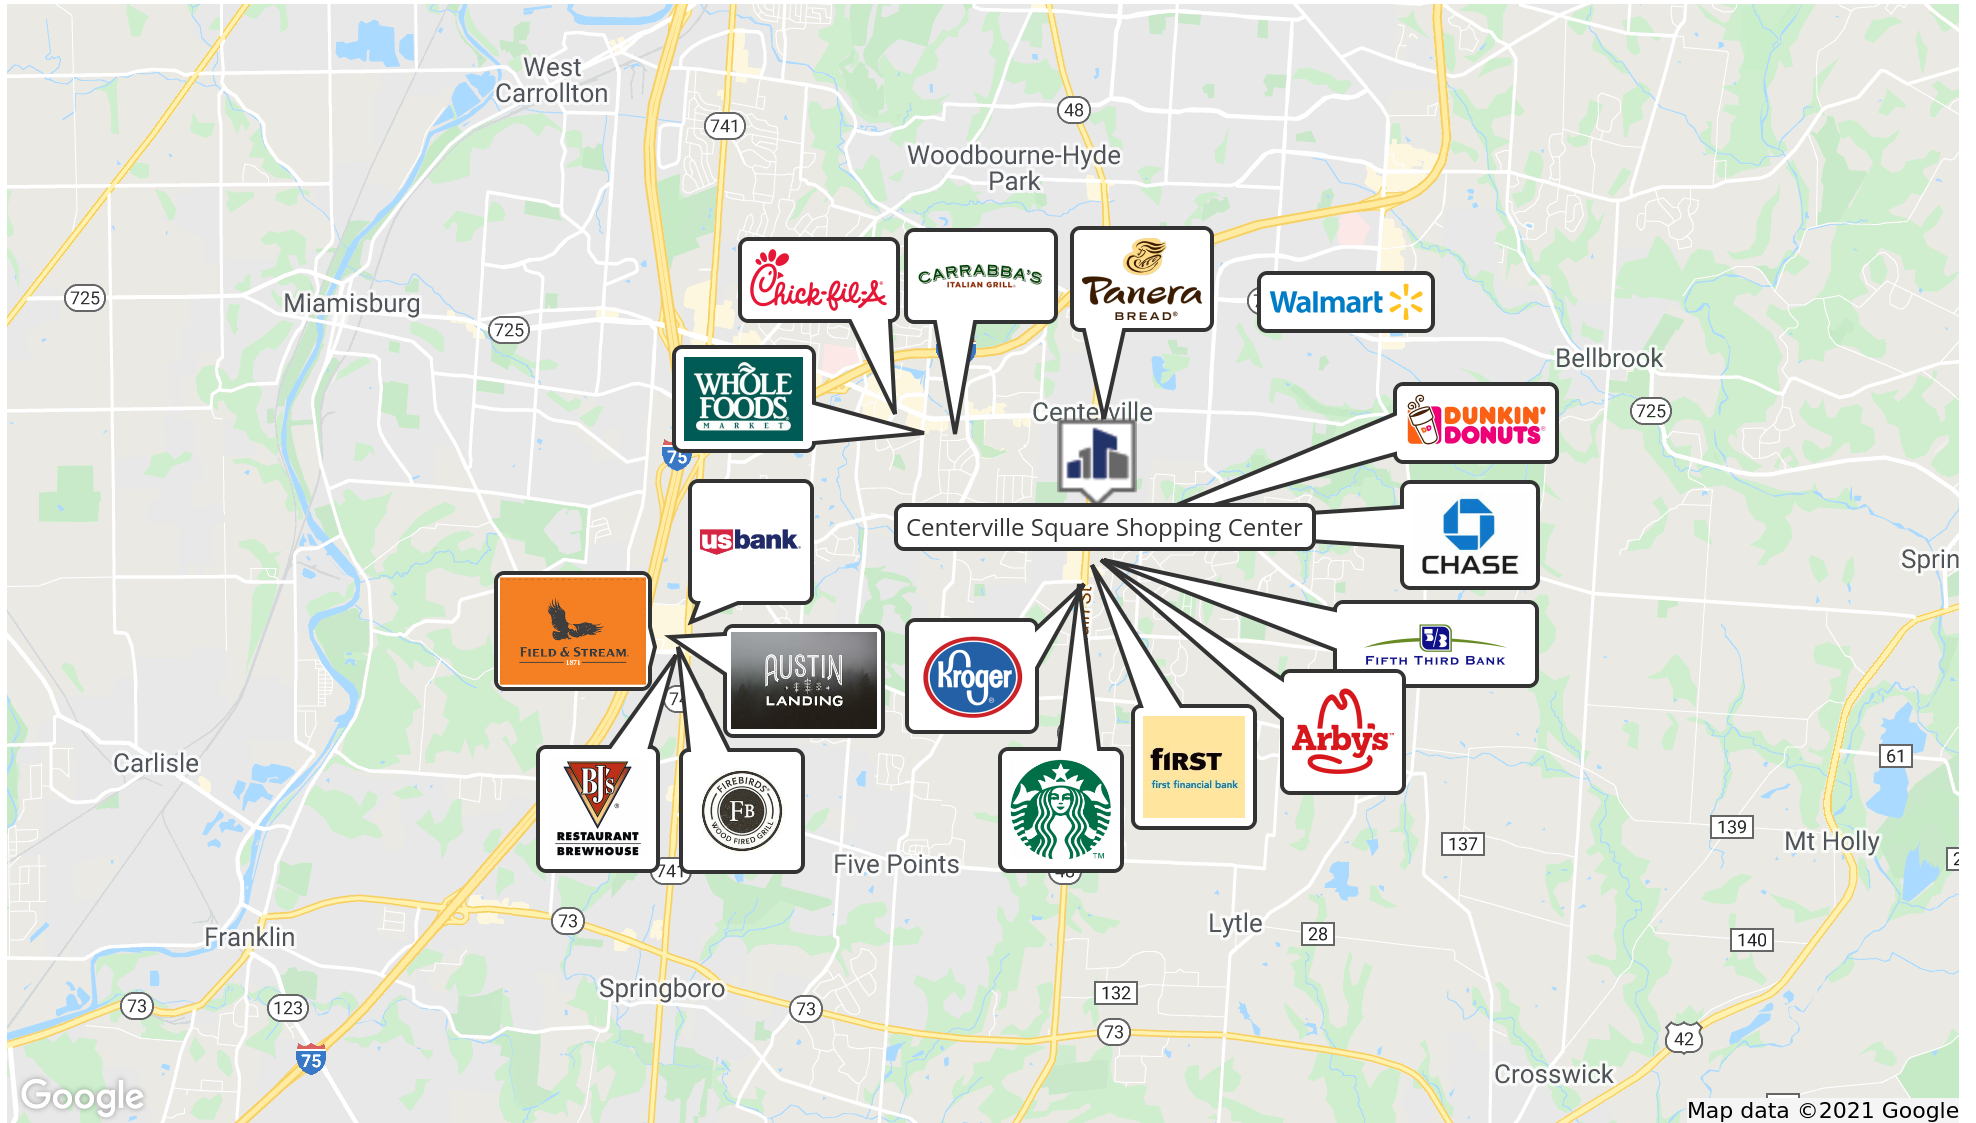 West
Carrollton
741
48
Woodbourne-Hyde
Park
725
Miamisburg
725
Chick-fil-A
CARRABBA'S
ITALIAN GRILL
Panera
BREAD®
Walmart
Bellbrook
725
WHOLE
FOODS
MARKET
75
Centerville
DUNKIN'
DONUTS
Centerville Square Shopping Center
CHASE
usbank
Sprin
FIELD & STREAM
1871
AUSTIN
LANDING
Kröger
FIFTH THIRD BANK
Arby's
fIRST
first financial bank
BJ's
RESTAURANT
BREWHOUSE
FIREBIRDS
FB
WOOD FIRED GRILL
TM
Carlisle
61
139
137
Mt Holly
741
Five Points
48
Franklin
73
Lytle
28
140
Springboro
73
123
73
132
73
75
42
Crosswick
Google
Map data ©2021 Google